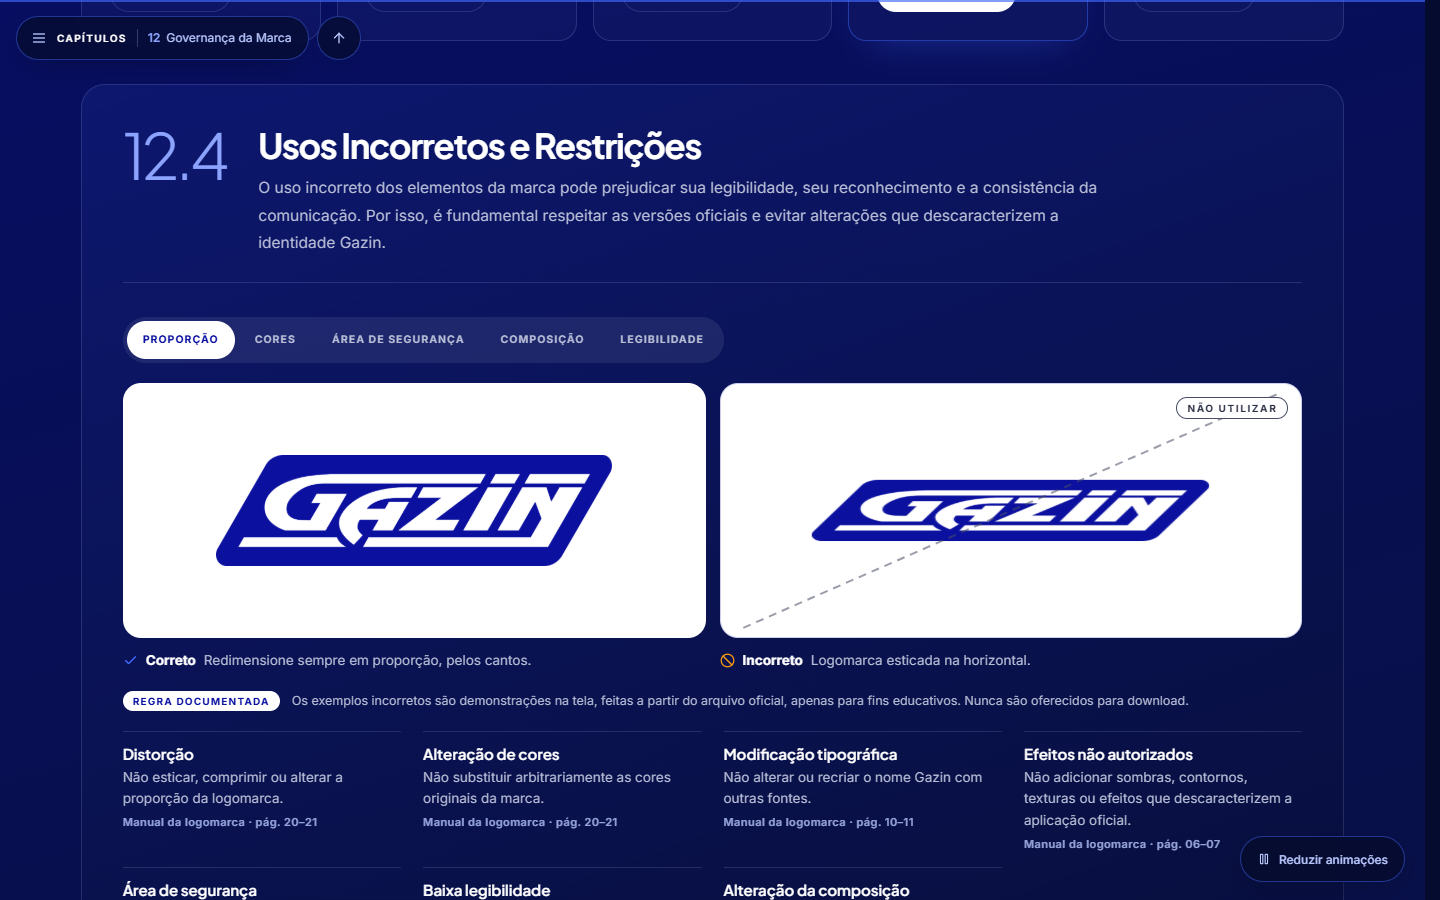 CAPÍTULOS 12 Governança da Marca
12.4
Usos Incorretos e Restrições
O uso incorreto dos elementos da marca pode prejudicar sua legibilidade, seu reconhecimento e a consistência da
comunicação. Por isso, é fundamental respeitar as versões oficiais e evitar alterações que descaracterizem a
identidade Gazin.
PROPORÇÃO CORES ÁREA DE SEGURANÇA COMPOSIÇÃO LEGIBILIDADE
GAZIN
NÃO UTILIZAR
GAZIN
Correto Redimensione sempre em proporção, pelos cantos.
Incorreto Logomarca esticada na horizontal.
REGRA DOCUMENTADA Os exemplos incorretos são demonstrações na tela, feitas a partir do arquivo oficial, apenas para fins educativos. Nunca são oferecidos para download.
Distorção
Não esticar, comprimir ou alterar a
proporção da logomarca.
Manual da logomarca · pág. 20–21
Alteração de cores
Não substituir arbitrariamente as cores
originais da marca.
Manual da logomarca · pág. 20–21
Modificação tipográfica
Não alterar ou recriar o nome Gazin com
outras fontes.
Manual da logomarca · pág. 10–11
Efeitos não autorizados
Não adicionar sombras, contornos,
texturas ou efeitos que descaracterizem a
aplicação oficial.
Manual da logomarca · pág. 06–07
Área de segurança
Baixa legibilidade
Alteração da composição
Reduzir animações